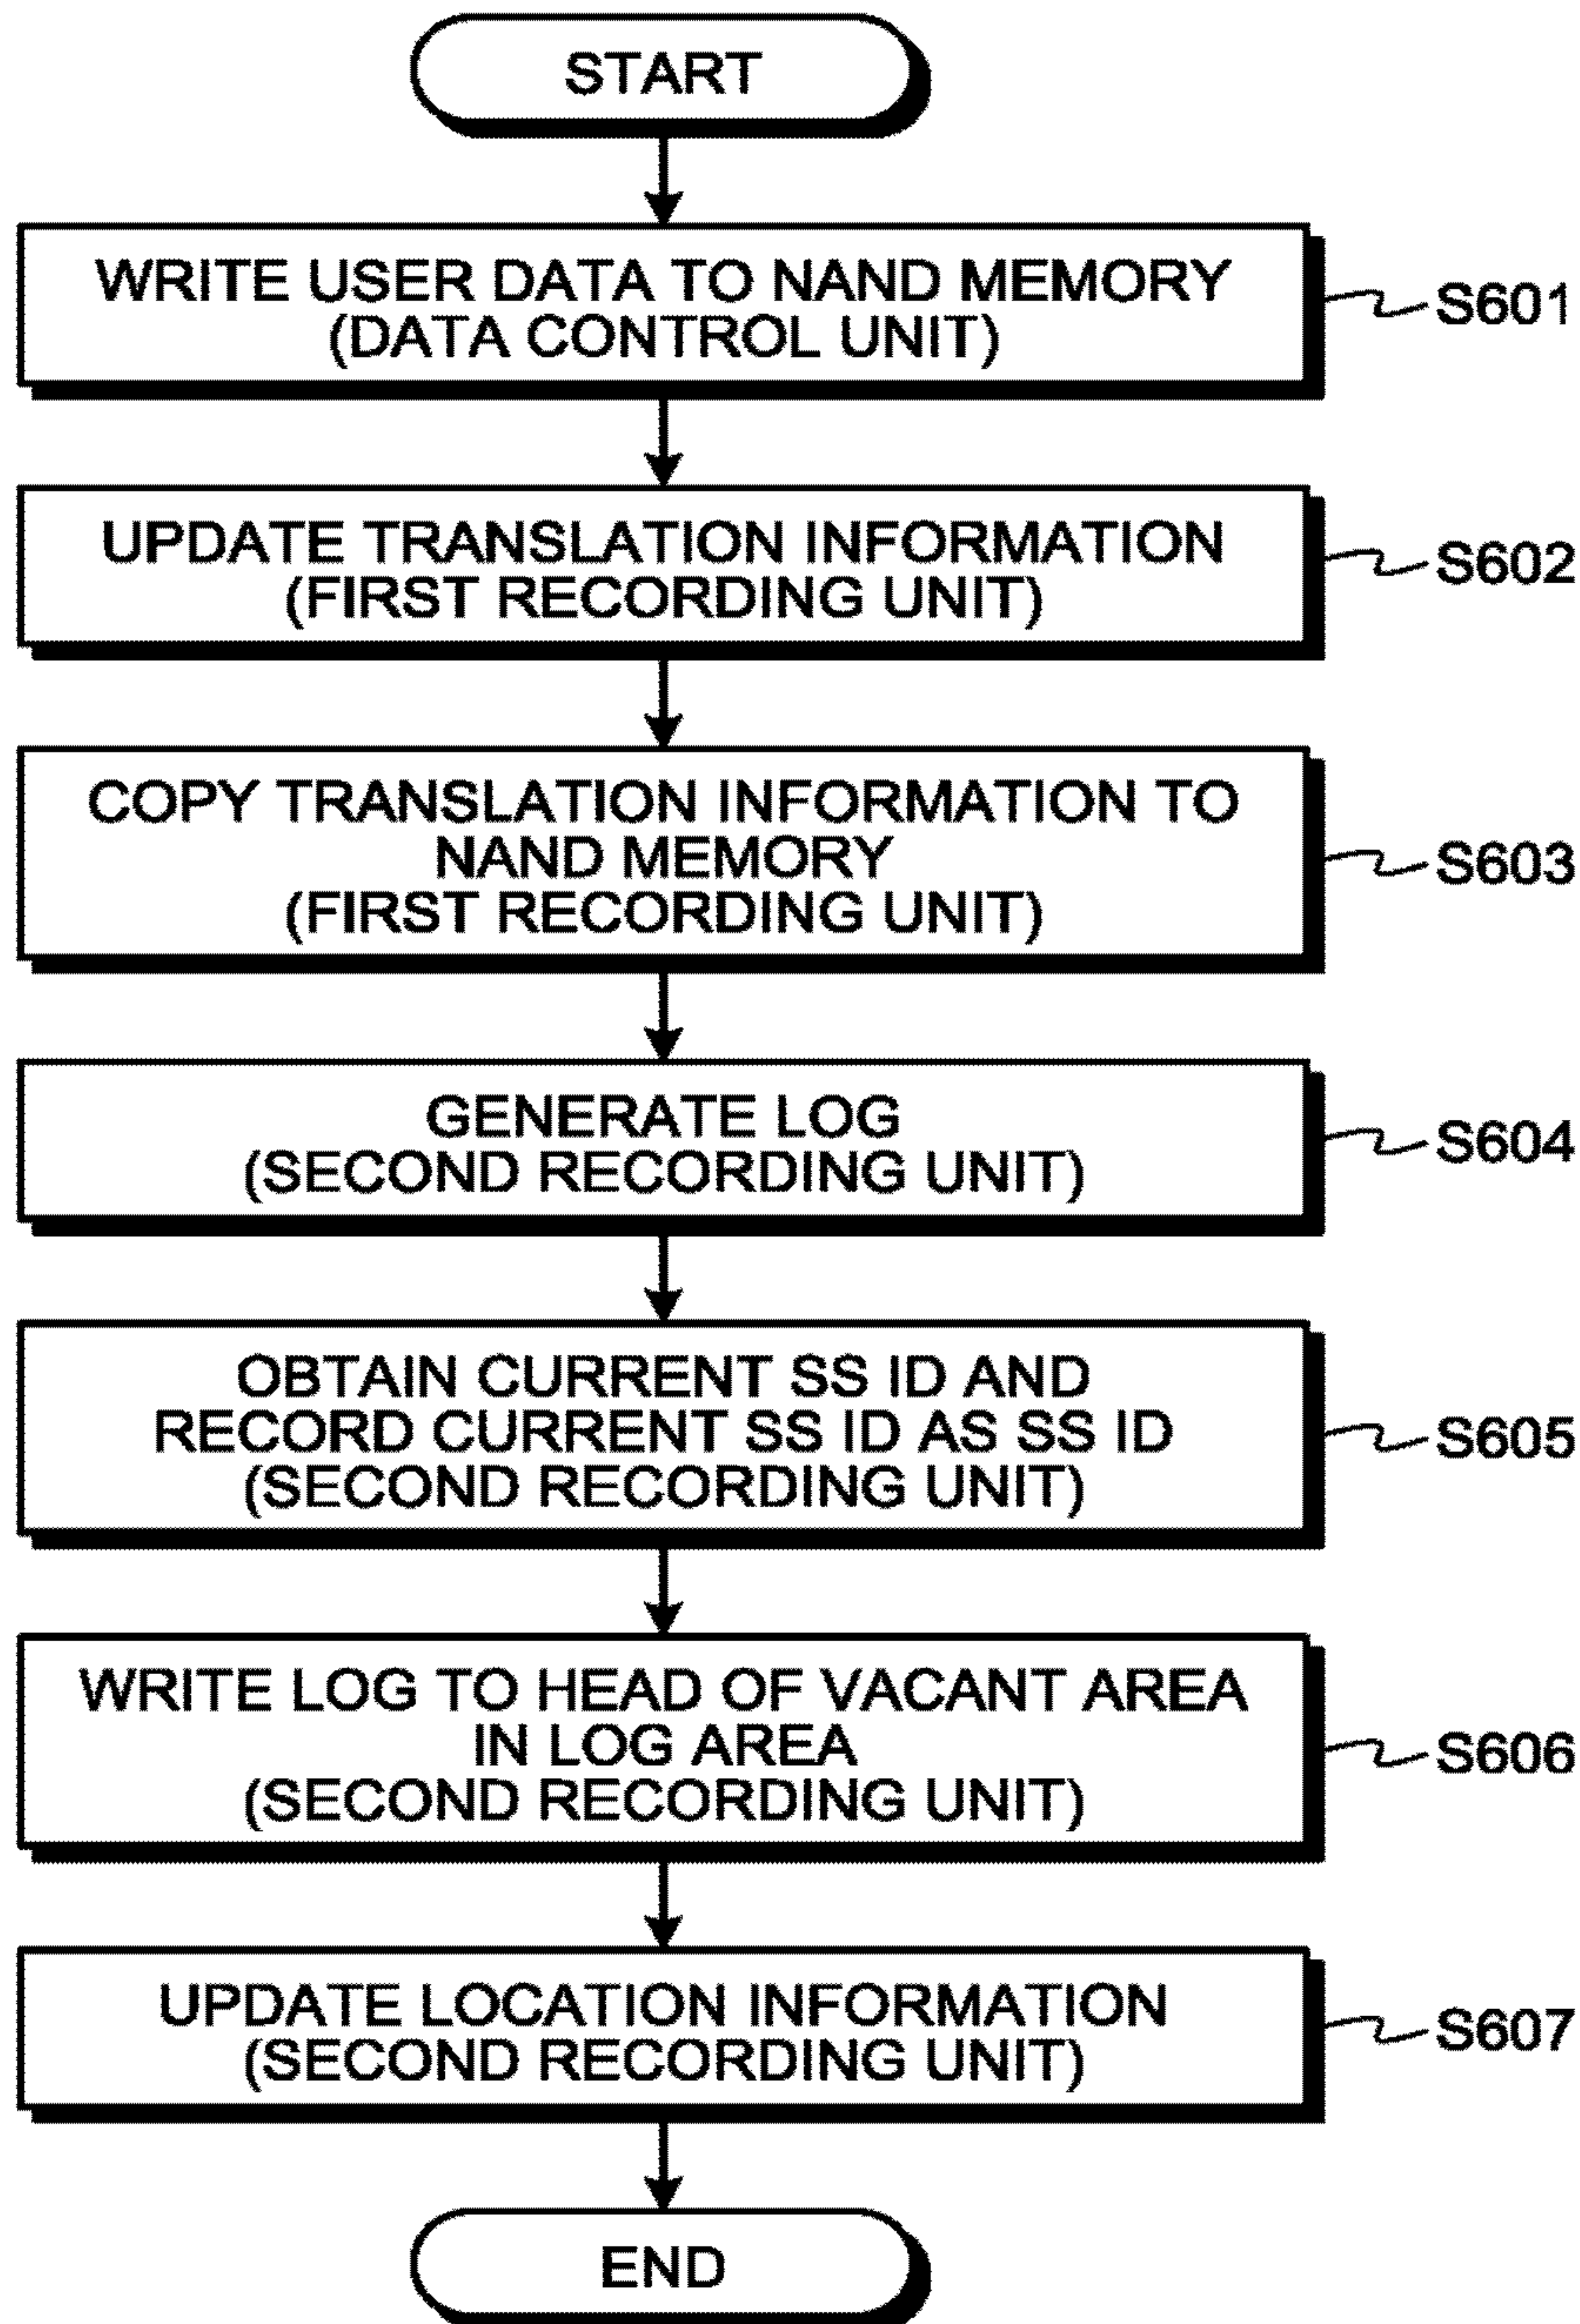 START
WRITE USER DATA TO NAND MEMORY
(DATA CONTROL UNIT)
S601
UPDATE TRANSLATION INFORMATION
(FIRST RECORDING UNIT)
S602
COPY TRANSLATION INFORMATION TO
NAND MEMORY
(FIRST RECORDING UNIT)
S603
GENERATE LOG
(SECOND RECORDING UNIT)
S604
OBTAIN CURRENT SS ID AND
RECORD CURRENT SS ID AS SS ID
(SECOND RECORDING UNIT)
S605
WRITE LOG TO HEAD OF VACANT AREA
IN LOG AREA
(SECOND RECORDING UNIT)
S606
UPDATE LOCATION INFORMATION
(SECOND RECORDING UNIT)
S607
END